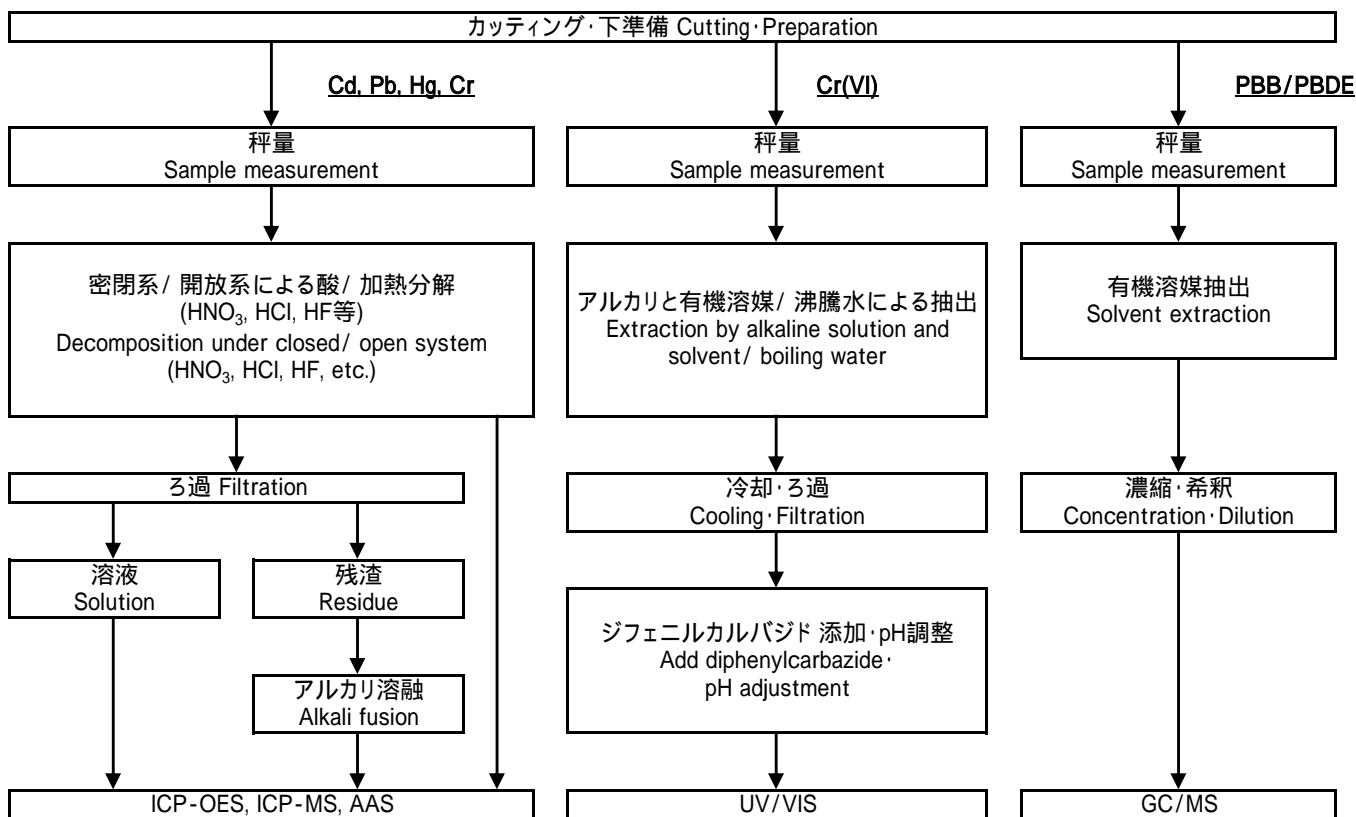 カッティング・下準備 Cutting・Preparation
Cd, Pb, Hg, Cr
Cr(VI)
PBB/PBDE
秤量
Sample measurement
秤量
Sample measurement
秤量
Sample measurement
密閉系/ 開放系による酸/ 加熱分解
(HNO₃, HCl, HF等)
Decomposition under closed/ open system
(HNO₃, HCl, HF, etc.)
アルカリと有機溶媒/ 沸騰水による抽出
Extraction by alkaline solution and
solvent/ boiling water
有機溶媒抽出
Solvent extraction
ろ過 Filtration
冷却・ろ過
Cooling・Filtration
濃縮・希釈
Concentration・Dilution
溶液
Solution
残渣
Residue
ジフェニルカルバジド 添加・pH調整
Add diphenylcarbazide・
pH adjustment
アルカリ溶融
Alkali fusion
ICP-OES, ICP-MS, AAS
UV/VIS
GC/MS